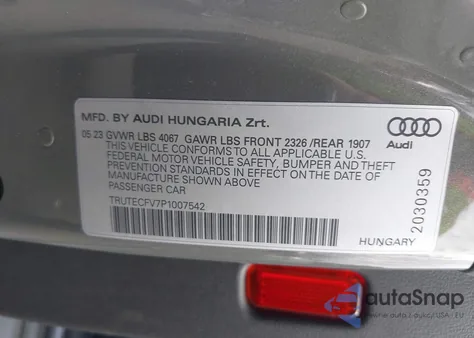 MFD. BY AUDI HUNGARIA Zrt.
05 23 GVWR LBS 4067 GAWR LBS FRONT 2326 /REAR 1907
THIS VEHICLE CONFORMS TO ALL APPLICABLE U.S.
FEDERAL MOTOR VEHICLE SAFETY, BUMPER AND THEFT
PREVENTION STANDARDS IN EFFECT ON THE DATE OF
MANUFACTURE SHOWN ABOVE
PASSENGER CAR
TRUTECFV7P1007542
Audi
2030359
HUNGARY
autoSnap